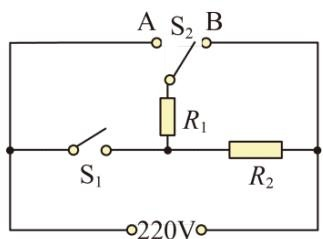 A S₂ B
R₁
S₁ R₂
220V